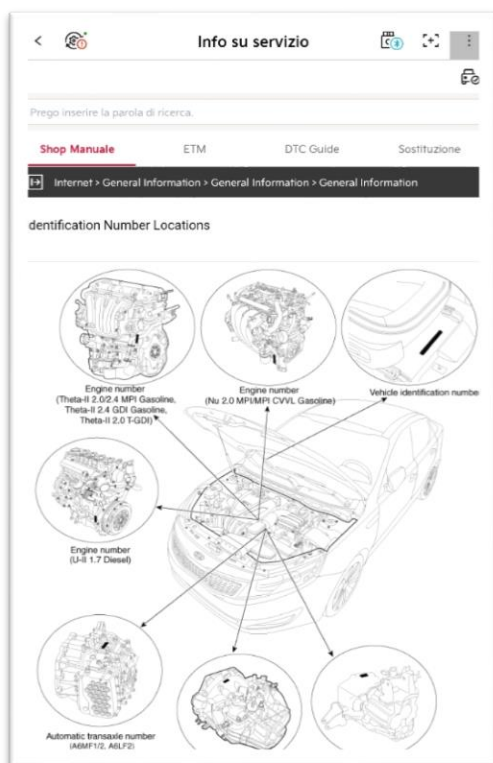 Info su servizio
Prego inserire la parola di ricerca.
Shop Manuale
ETM
DTC Guide
Sostituzione
Internet > General Information > General Information > General Information
dentification Number Locations
Engine number
(Theta-II 2.0/2.4 MPI Gasoline,
Theta-II 2.4 GDI Gasoline,
Theta-II 2.0 T-GDI)
Engine number
(Nu 2.0 MPI/MPI CVVL Gasoline)
Vehicle identification numbe
Engine number
(U-II 1.7 Diesel)
Automatic transaxle number
(A6MF1/2, A6LF2)